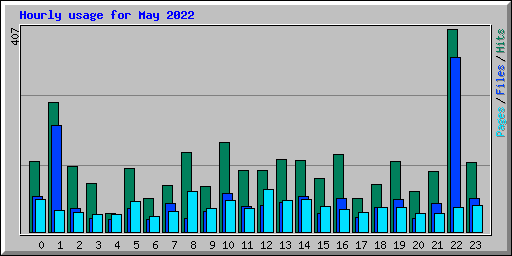 Hourly usage for May 2022
407
Pages / Files / Hits
0 1 2 3 4 5 6 7 8 9 10 11 12 13 14 15 16 17 18 19 20 21 22 23